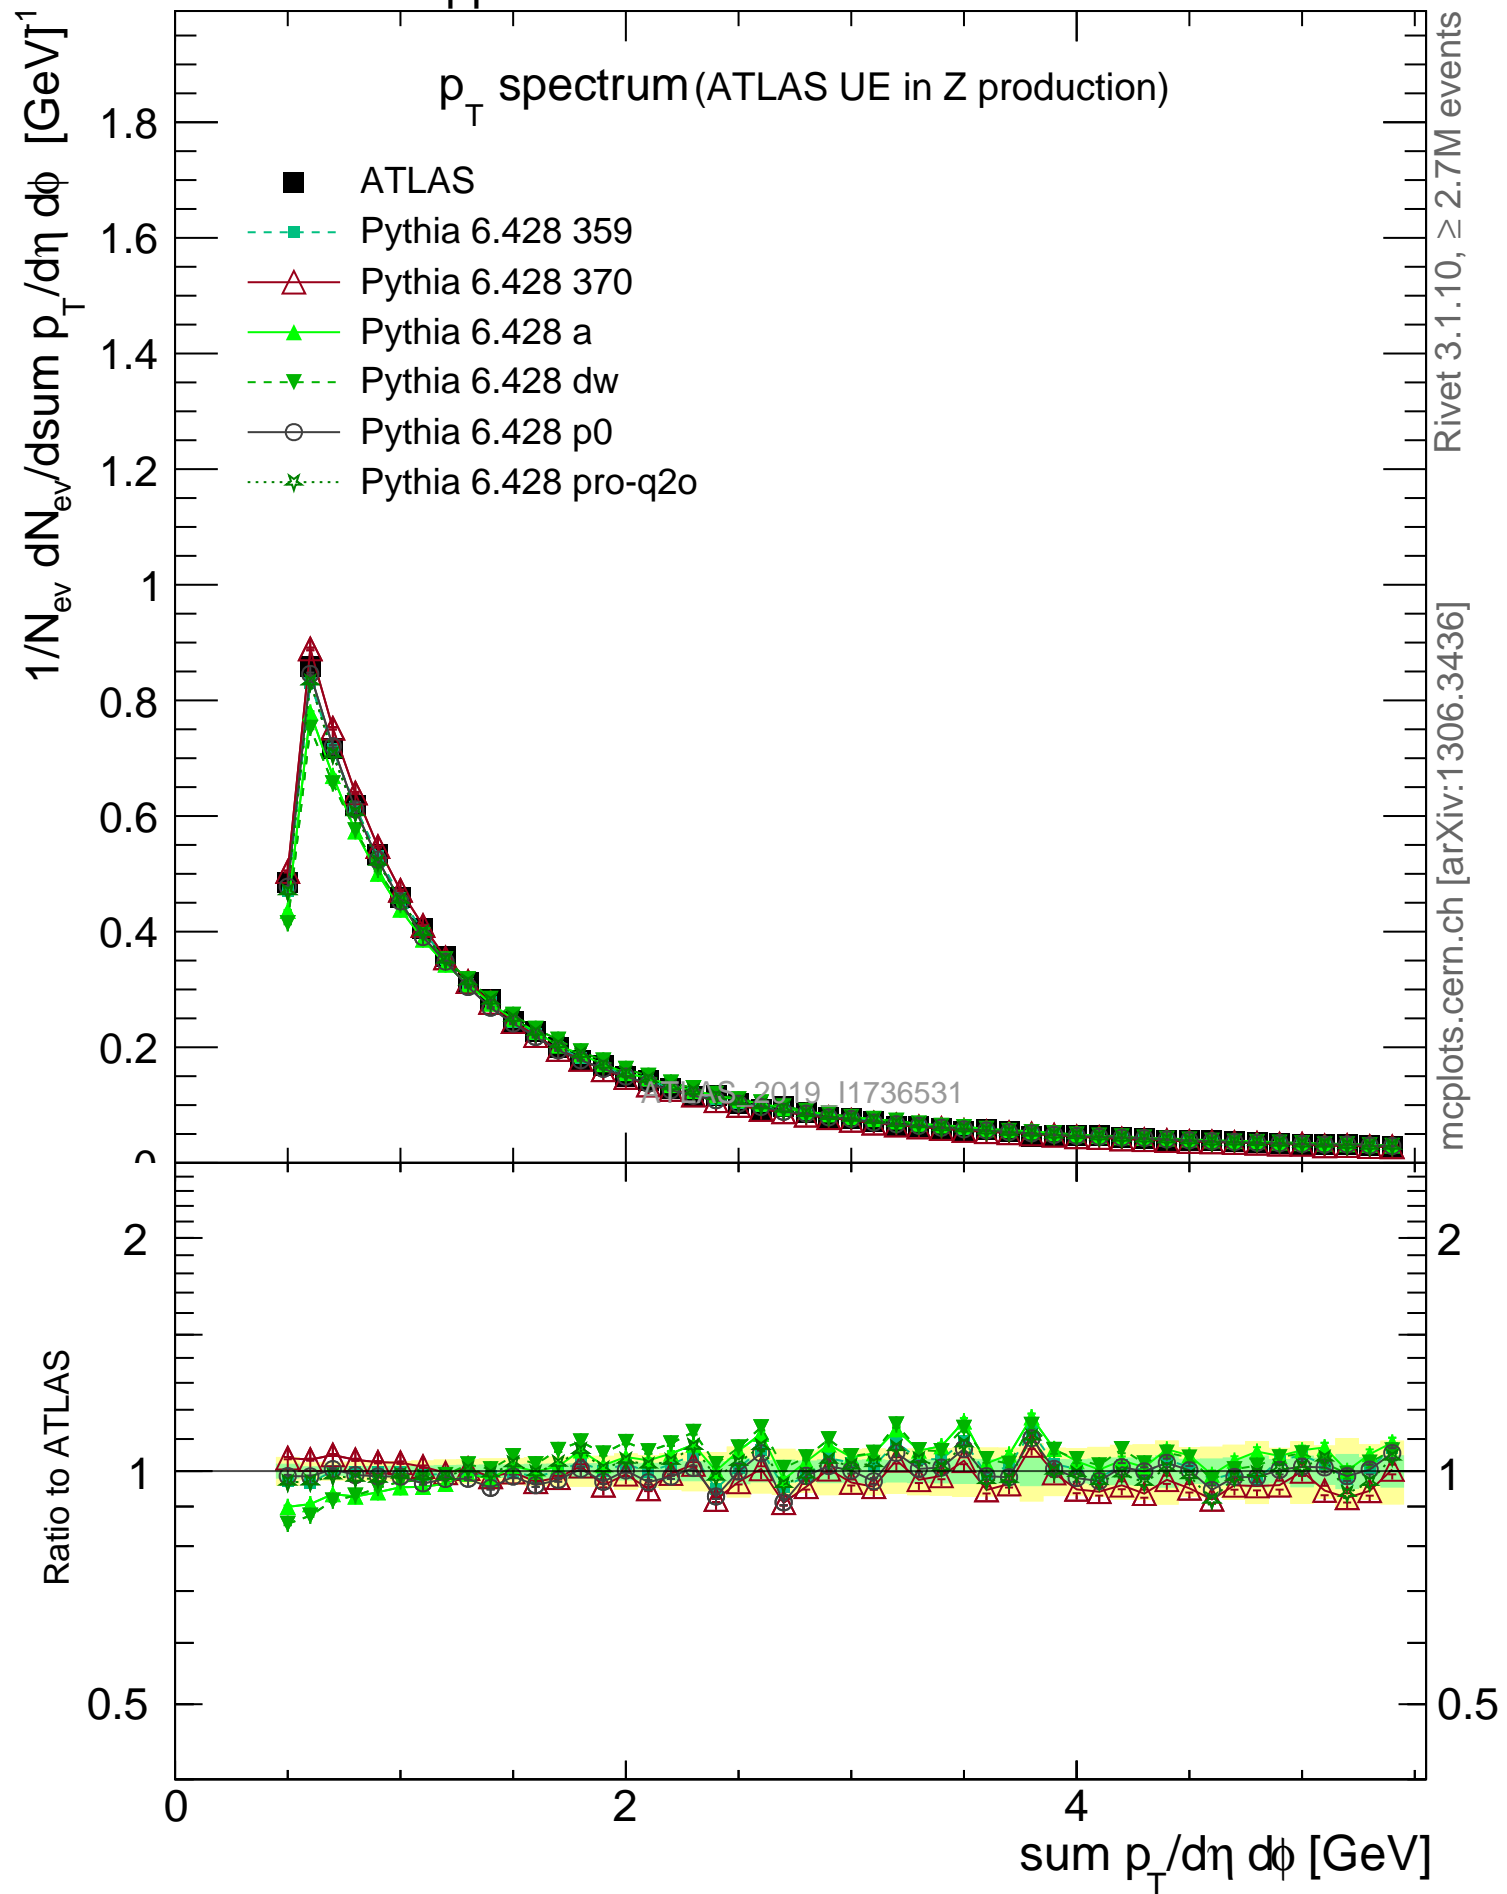 pp
p_T spectrum (ATLAS UE in Z production)
1/N_ev dN_ev/dsum p_T/dη dϕ [GeV]^-1
ATLAS
Pythia 6.428 359
Pythia 6.428 370
Pythia 6.428 a
Pythia 6.428 dw
Pythia 6.428 p0
Pythia 6.428 pro-q2o
1.8
1.6
1.4
1.2
1
0.8
0.6
0.4
0.2
0
ATLAS_2019_I1736531
Rivet 3.1.10, ≥ 2.7M events
mcplots.cern.ch [arXiv:1306.3436]
Ratio to ATLAS
2
1
0.5
2
1
0.5
0
2
4
sum p_T/dη dϕ [GeV]